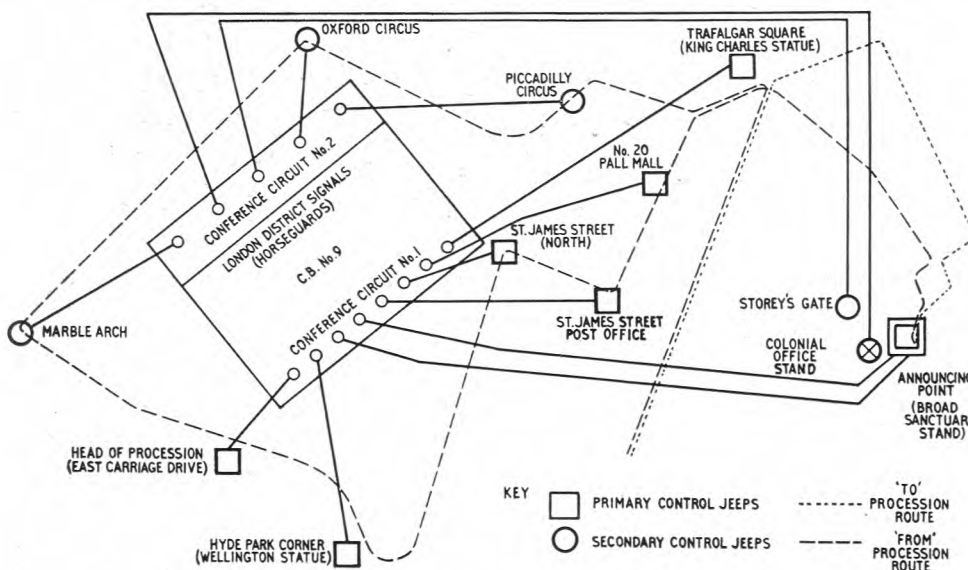 OXFORD CIRCUS
TRAFALGAR SQUARE
(KING CHARLES STATUE)
PICCADILLY
CIRCUS
No. 20
PALL MALL
CONFERENCE CIRCUIT No.2
LONDON DISTRICT SIGNALS
(HORSEGUARDS)
C.B. No.9
CONFERENCE CIRCUIT No.1
ST. JAMES STREET
(NORTH)
ST. JAMES STREET
POST OFFICE
MARBLE ARCH
STOREY'S GATE
COLONIAL
OFFICE
STAND
ANNOUNCING
POINT
(BROAD
SANCTUAR
STAND)
HEAD OF PROCESSION
(EAST CARRIAGE DRIVE)
HYDE PARK CORNER
(WELLINGTON STATUE)
KEY
PRIMARY CONTROL JEEPS
SECONDARY CONTROL JEEPS
'TO'
PROCESSION
ROUTE
'FROM'
PROCESSION
ROUTE